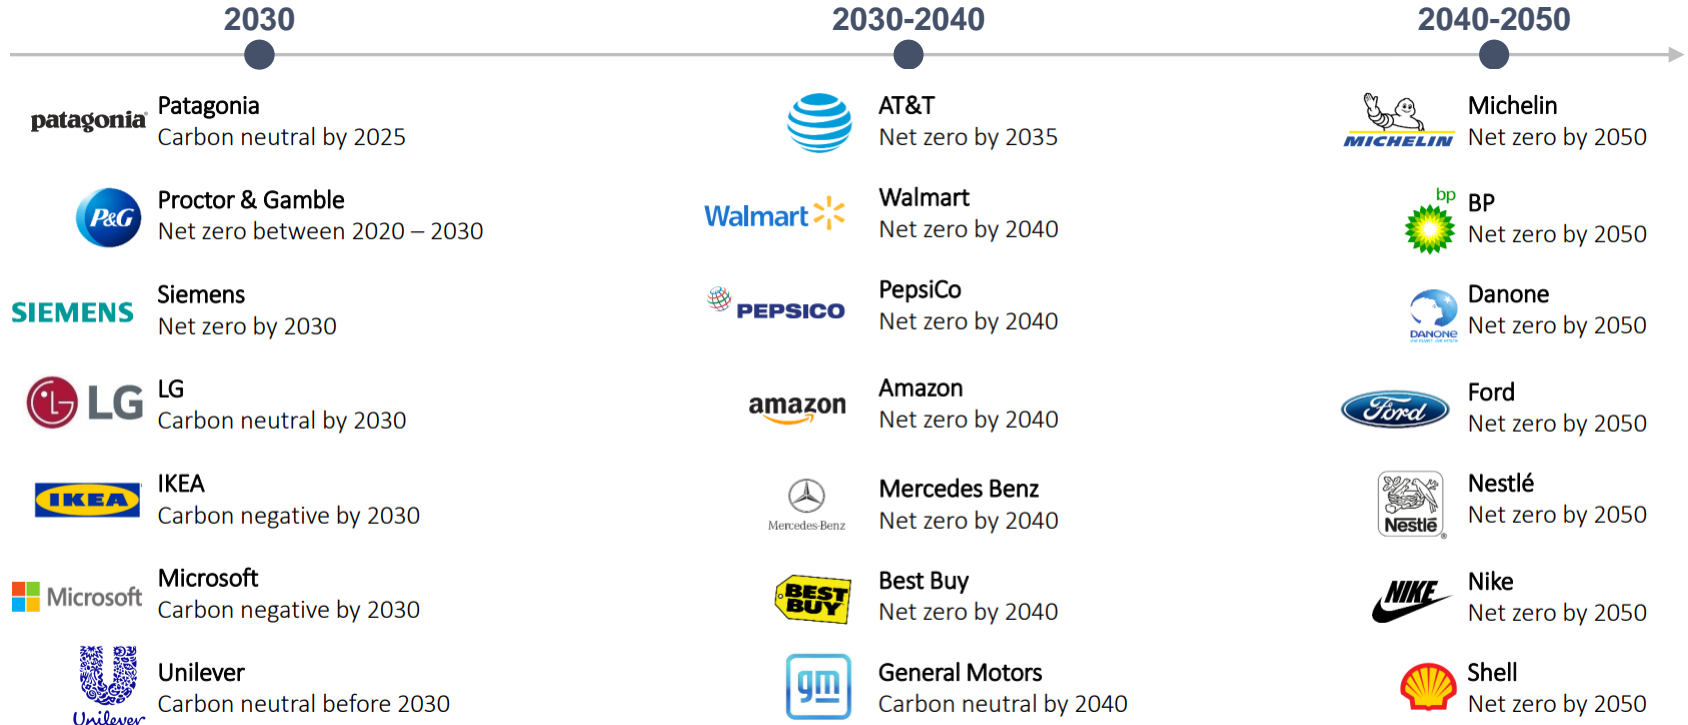 2030
patagonia
Patagonia
Carbon neutral by 2025
P&G
Proctor & Gamble
Net zero between 2020 – 2030
SIEMENS
Siemens
Net zero by 2030
LG
LG
Carbon neutral by 2030
IKEA
IKEA
Carbon negative by 2030
Microsoft
Microsoft
Carbon negative by 2030
Unilever
Unilever
Carbon neutral before 2030
2030-2040
AT&T
Net zero by 2035
Walmart
Walmart
Net zero by 2040
PEPSICO
PepsiCo
Net zero by 2040
amazon
Amazon
Net zero by 2040
Mercedes-Benz
Mercedes Benz
Net zero by 2040
BEST
BUY
Best Buy
Net zero by 2040
gm
General Motors
Carbon neutral by 2040
2040-2050
MICHELIN
Michelin
Net zero by 2050
bp
BP
Net zero by 2050
DANONE
Danone
Net zero by 2050
Ford
Ford
Net zero by 2050
Nestlé
Nestlé
Net zero by 2050
NIKE
Nike
Net zero by 2050
Shell
Net zero by 2050